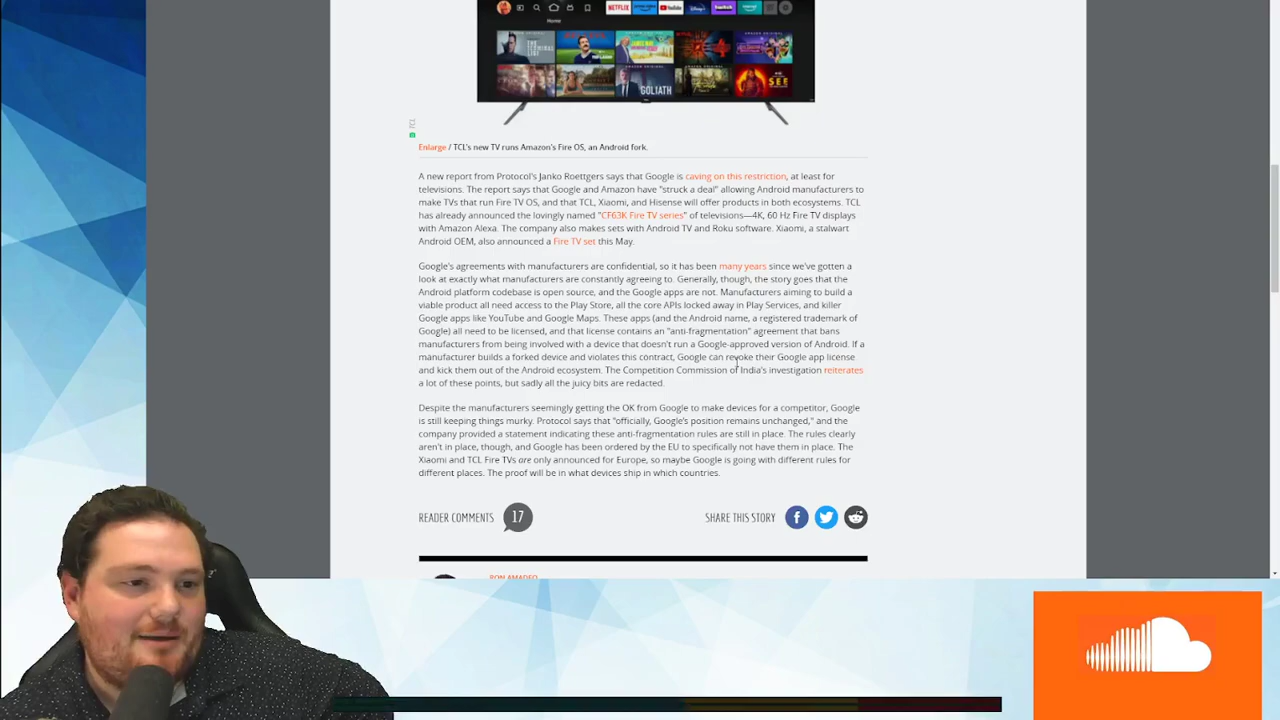 NETFLIX
YouTube
Home
GOLIATH
SEE
TCL
Enlarge / TCL's new TV runs Amazon's Fire OS, an Android fork.
A new report from Protocol's Janko Roettgers says that Google is caving on this restriction, at least for
televisions. The report says that Google and Amazon have "struck a deal" allowing Android manufacturers to
make TVs that run Fire TV OS, and that TCL, Xiaomi, and Hisense will offer products in both ecosystems. TCL
has already announced the lovingly named "CF63K Fire TV series" of televisions—4K, 60 Hz Fire TV displays
with Amazon Alexa. The company also makes sets with Android TV and Roku software. Xiaomi, a stalwart
Android OEM, also announced a Fire TV set this May.
Google's agreements with manufacturers are confidential, so it has been many years since we've gotten a
look at exactly what manufacturers are constantly agreeing to. Generally, though, the story goes that the
Android platform codebase is open source, and the Google apps are not. Manufacturers aiming to build a
viable product all need access to the Play Store, all the core APIs locked away in Play Services, and killer
Google apps like YouTube and Google Maps. These apps (and the Android name, a registered trademark of
Google) all need to be licensed, and that license contains an "anti-fragmentation" agreement that bans
manufacturers from being involved with a device that doesn't run a Google-approved version of Android. If a
manufacturer builds a forked device and violates this contract, Google can revoke their Google app license
and kick them out of the Android ecosystem. The Competition Commission of India's investigation reiterates
a lot of these points, but sadly all the juicy bits are redacted.
Despite the manufacturers seemingly getting the OK from Google to make devices for a competitor, Google
is still keeping things murky. Protocol says that "officially, Google's position remains unchanged," and the
company provided a statement indicating these anti-fragmentation rules are still in place. The rules clearly
aren't in place, though, and Google has been ordered by the EU to specifically not have them in place. The
Xiaomi and TCL Fire TVs are only announced for Europe, so maybe Google is going with different rules for
different places. The proof will be in what devices ship in which countries.
READER COMMENTS 17
SHARE THIS STORY
RON AMADEO